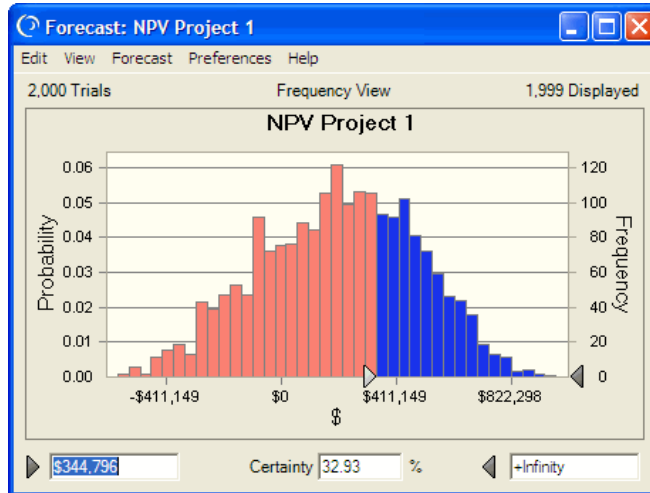 Forecast: NPV Project 1
Edit View Forecast Preferences Help
2,000 Trials Frequency View 1,999 Displayed
NPV Project 1
Probability
0.06
0.05
0.04
0.03
0.02
0.01
0.00
120
100
80
60
40
20
0
Frequency
-$411,149 $0 $411,149 $822,298
$
$344,796 Certainty 32.93 % +Infinity